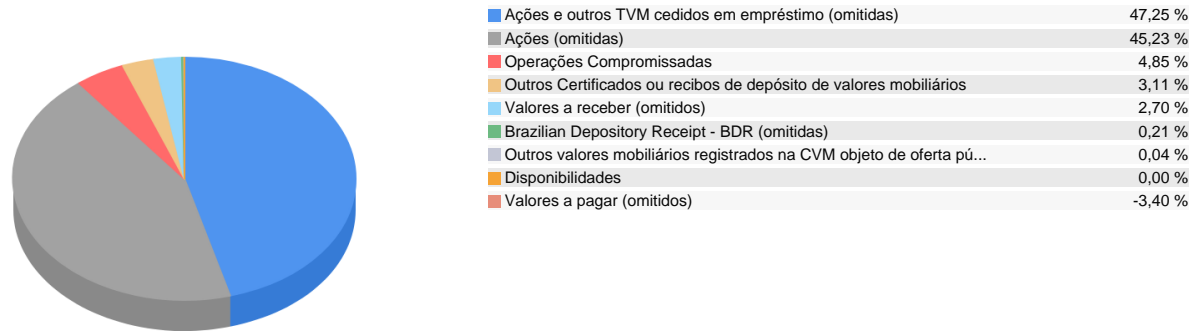 Ações e outros TVM cedidos em empréstimo (omitidas) 47,25 %
Ações (omitidas) 45,23 %
Operações Compromissadas 4,85 %
Outros Certificados ou recibos de depósito de valores mobiliários 3,11 %
Valores a receber (omitidos) 2,70 %
Brazilian Depository Receipt - BDR (omitidas) 0,21 %
Outros valores mobiliários registrados na CVM objeto de oferta pú... 0,04 %
Disponibilidades 0,00 %
Valores a pagar (omitidos) -3,40 %